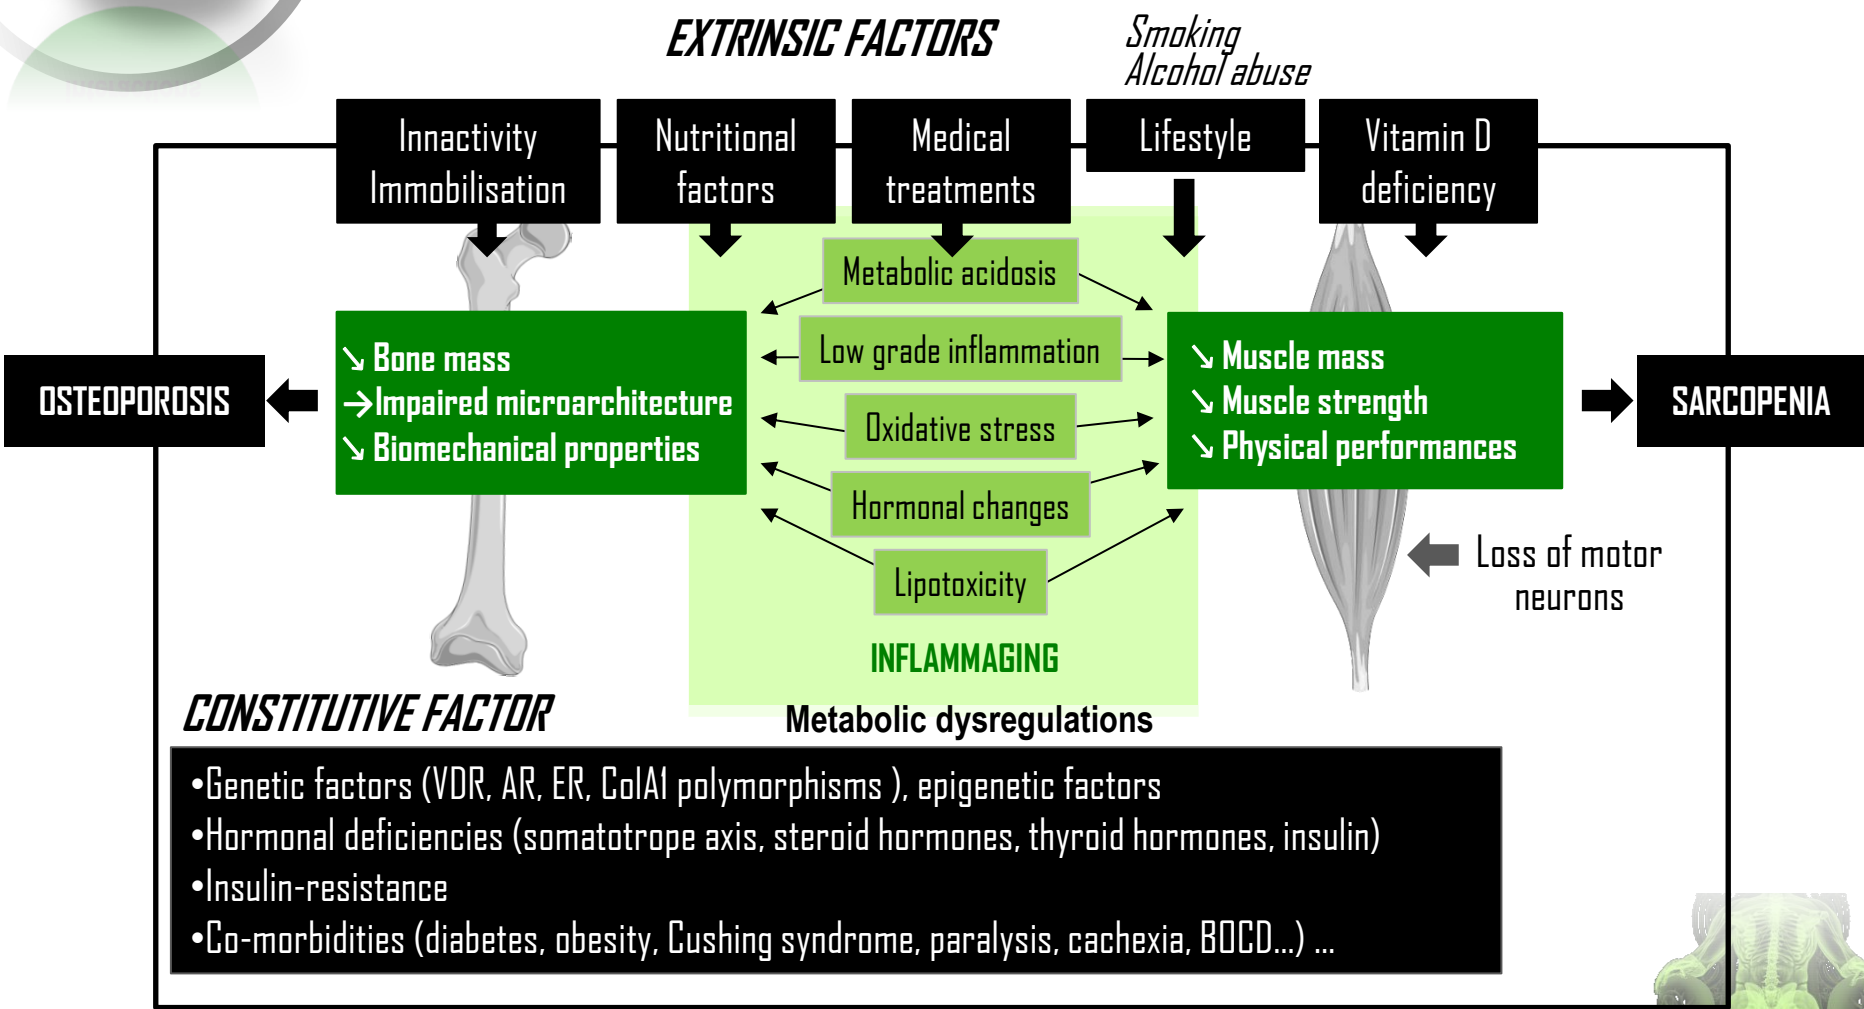 EXTRINSIC FACTORS
Smoking
Alcohol abuse
Innactivity
Immobilisation
Nutritional
factors
Medical
treatments
Lifestyle
Vitamin D
deficiency
Metabolic acidosis
Low grade inflammation
Oxidative stress
Hormonal changes
Lipotoxicity
INFLAMMAGING
Metabolic dysregulations
OSTEOPOROSIS
↘ Bone mass
→Impaired microarchitecture
↘ Biomechanical properties
↘ Muscle mass
↘ Muscle strength
↘ Physical performances
SARCOPENIA
Loss of motor
neurons
CONSTITUTIVE FACTOR
•Genetic factors (VDR, AR, ER, ColA1 polymorphisms ), epigenetic factors
•Hormonal deficiencies (somatotrope axis, steroid hormones, thyroid hormones, insulin)
•Insulin-resistance
•Co-morbidities (diabetes, obesity, Cushing syndrome, paralysis, cachexia, BOCD...) ...